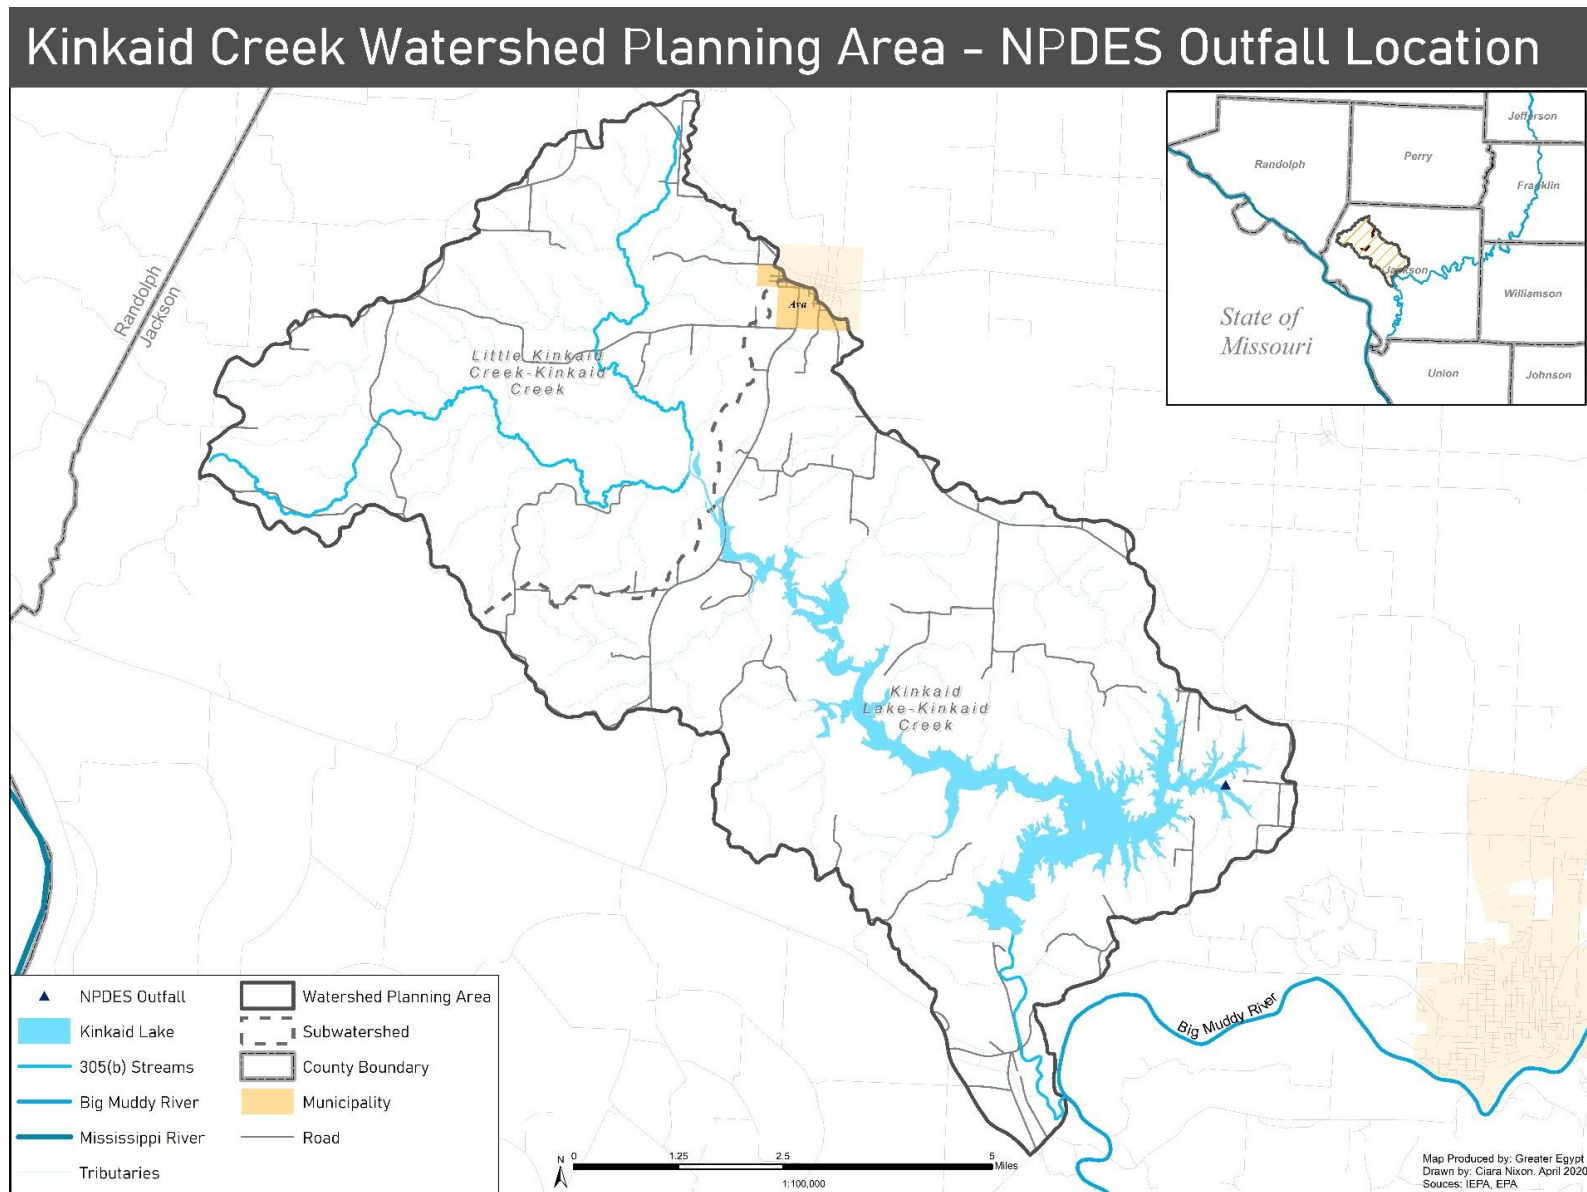 Kinkaid Creek Watershed Planning Area - NPDES Outfall Location
Jefferson
Randolph
Perry
Franklin
Jackson
Williamson
State of
Missouri
Union
Johnson
Randolph
Jackson
Ava
Little Kinkaid
Creek-Kinkaid
Creek
Kinkaid
Lake-Kinkaid
Creek
Big Muddy River
NPDES Outfall
Kinkaid Lake
305(b) Streams
Big Muddy River
Mississippi River
Tributaries
Watershed Planning Area
Subwatershed
County Boundary
Municipality
Road
N
0 1.25 2.5 5
Miles
1:100,000
Map Produced by: Greater Egypt
Drawn by: Ciara Nixon. April 2020
Souces: IEPA, EPA